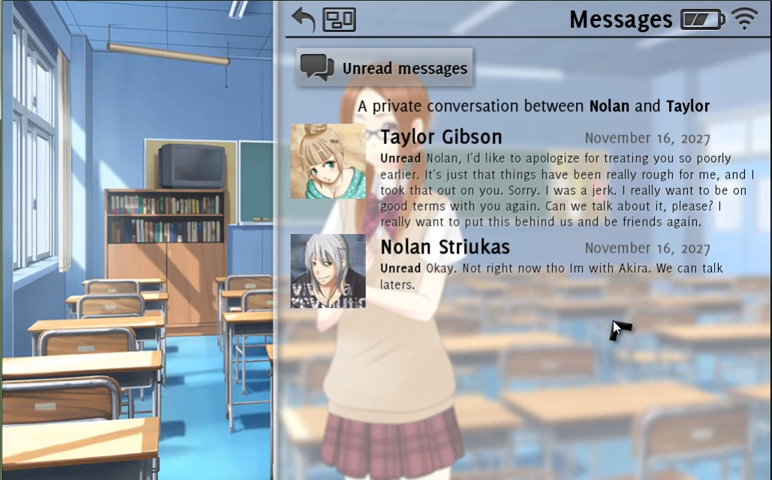 Messages
Unread messages
A private conversation between Nolan and Taylor
Taylor Gibson November 16, 2027
Unread Nolan, I'd like to apologize for treating you so poorly
earlier. It's just that things have been really rough for me, and I
took that out on you. Sorry. I was a jerk. I really want to be on
good terms with you again. Can we talk about it, please? I
really want to put this behind us and be friends again.
Nolan Striukas November 16, 2027
Unread Okay. Not right now tho Im with Akira. We can talk
laters.